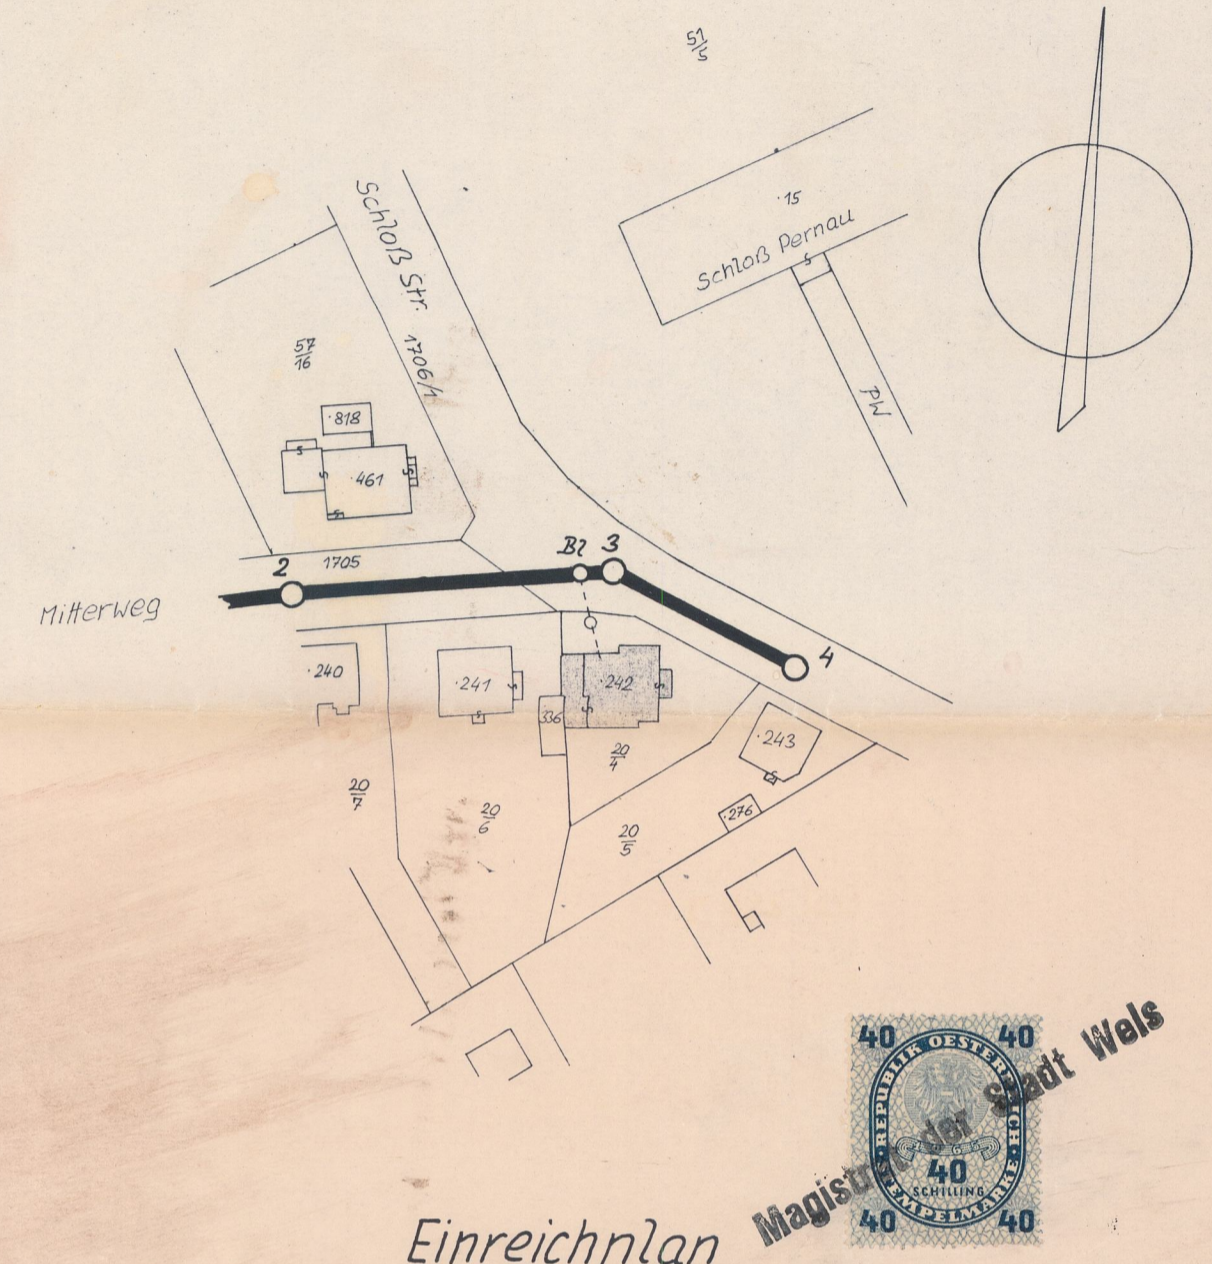 51/5
Schloß Str. 1706/1
·15
Schloß Pernau
S
PW
57/16
·818
S
S
·461
S
S
1705
2
Bl
3
4
Mitterweg
·240
·241
S
S
336
·242
S
S
·243
S
·276
20/7
20/6
20/4
20/5
40 40
REPUBLIK OESTERREICH
40
SCHILLING
STEMPELMARKE
40 40
Magistrat der Stadt Wels
Einreichplan